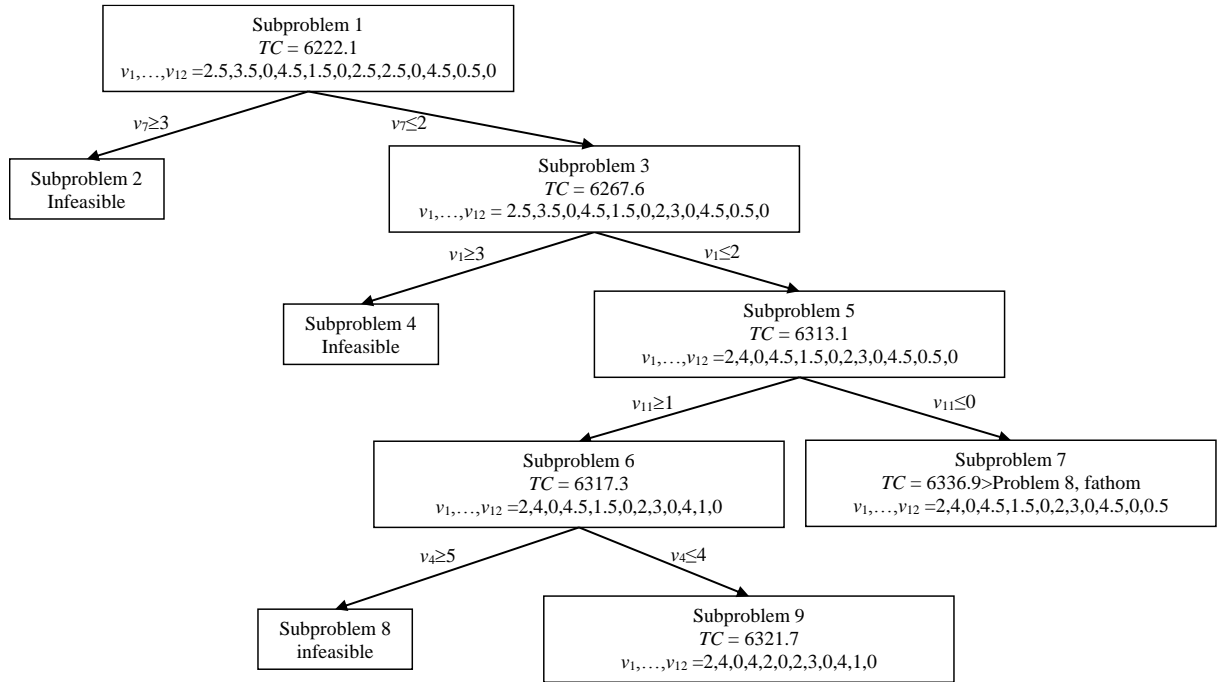 Subproblem 1
TC = 6222.1
v1,…,v12 =2.5,3.5,0,4.5,1.5,0,2.5,2.5,0,4.5,0.5,0
v7≥3
v7≤2
Subproblem 2
Infeasible
Subproblem 3
TC = 6267.6
v1,…,v12 = 2.5,3.5,0,4.5,1.5,0,2,3,0,4.5,0.5,0
v1≥3
v1≤2
Subproblem 4
Infeasible
Subproblem 5
TC = 6313.1
v1,…,v12 =2,4,0,4.5,1.5,0,2,3,0,4.5,0.5,0
v11≥1
v11≤0
Subproblem 6
TC = 6317.3
v1,…,v12 =2,4,0,4.5,1.5,0,2,3,0,4,1,0
Subproblem 7
TC = 6336.9>Problem 8, fathom
v1,…,v12 =2,4,0,4.5,1.5,0,2,3,0,4.5,0,0.5
v4≥5
v4≤4
Subproblem 8
infeasible
Subproblem 9
TC = 6321.7
v1,…,v12 =2,4,0,4,2,0,2,3,0,4,1,0